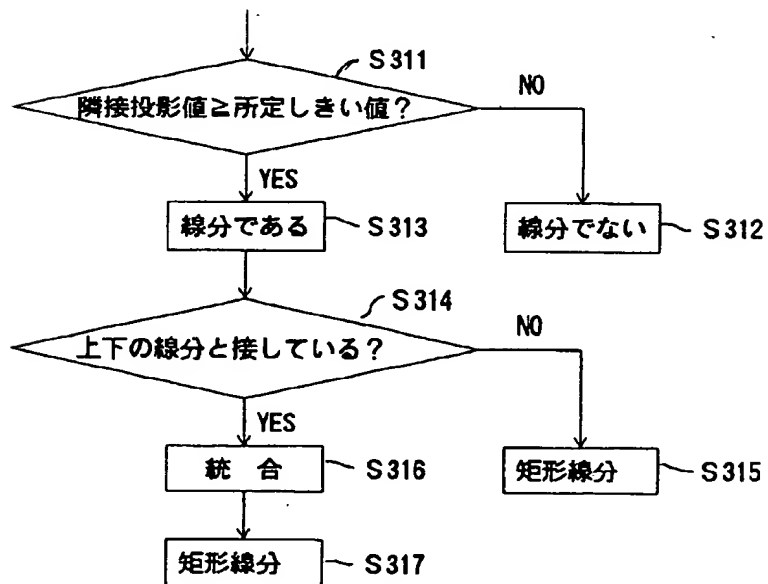 S311
隣接投影値≧所定しきい値?
NO
YES
線分である
S313
線分でない
S312
S314
上下の線分と接している?
NO
YES
統 合
S316
矩形線分
S315
矩形線分
S317